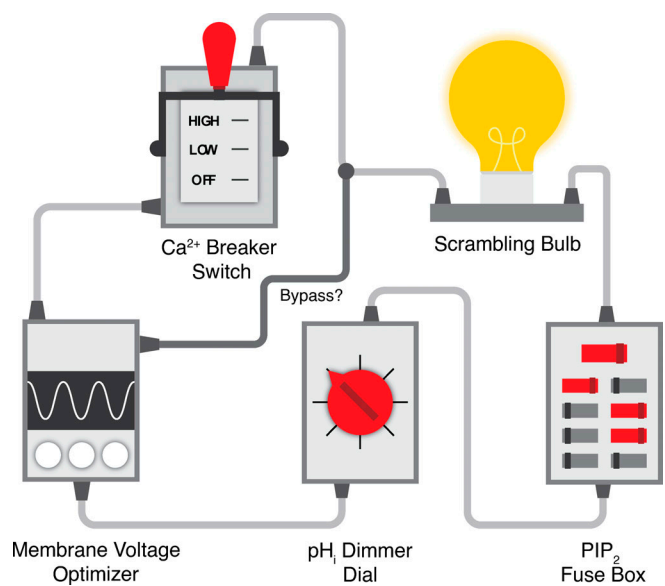 HIGH
LOW
OFF
Ca²⁺ Breaker
Switch
Scrambling Bulb
Bypass?
Membrane Voltage
Optimizer
pHᵢ Dimmer
Dial
PIP₂
Fuse Box